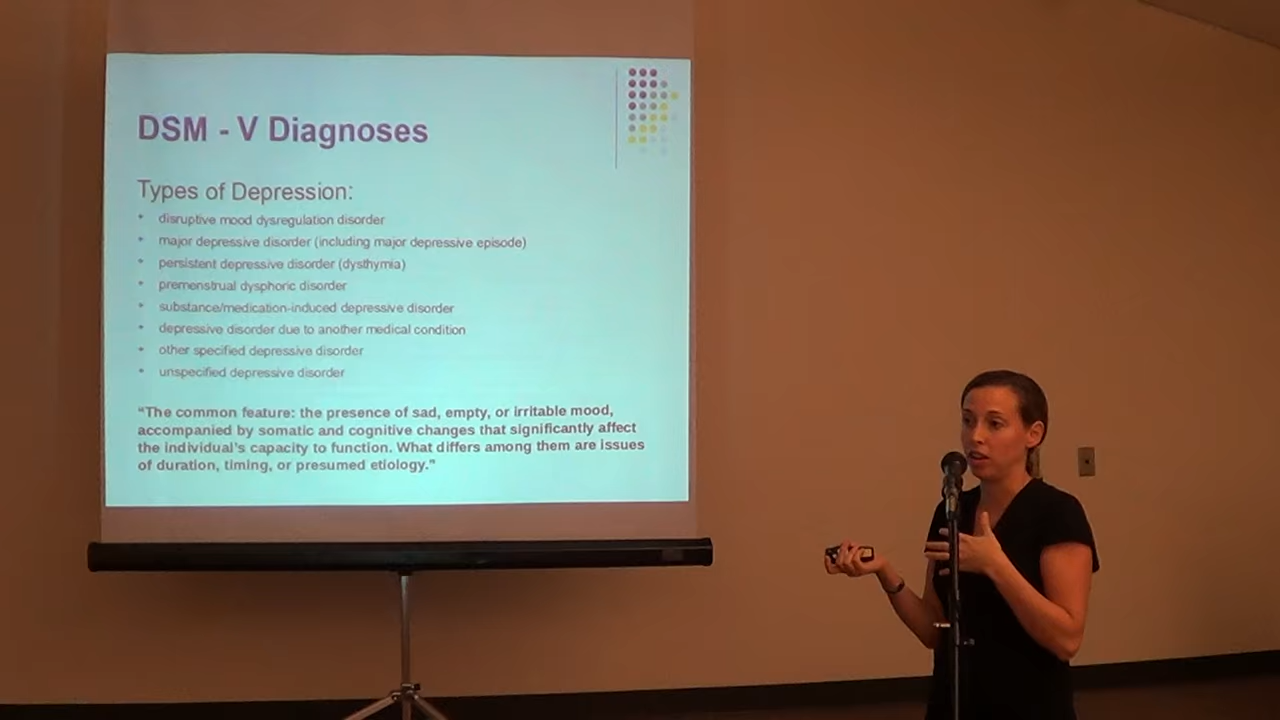 DSM - V Diagnoses
Types of Depression:
* disruptive mood dysregulation disorder
* major depressive disorder (including major depressive episode)
* persistent depressive disorder (dysthymia)
* premenstrual dysphoric disorder
* substance/medication-induced depressive disorder
* depressive disorder due to another medical condition
* other specified depressive disorder
* unspecified depressive disorder
"The common feature: the presence of sad, empty, or irritable mood,
accompanied by somatic and cognitive changes that significantly affect
the individual's capacity to function. What differs among them are issues
of duration, timing, or presumed etiology."